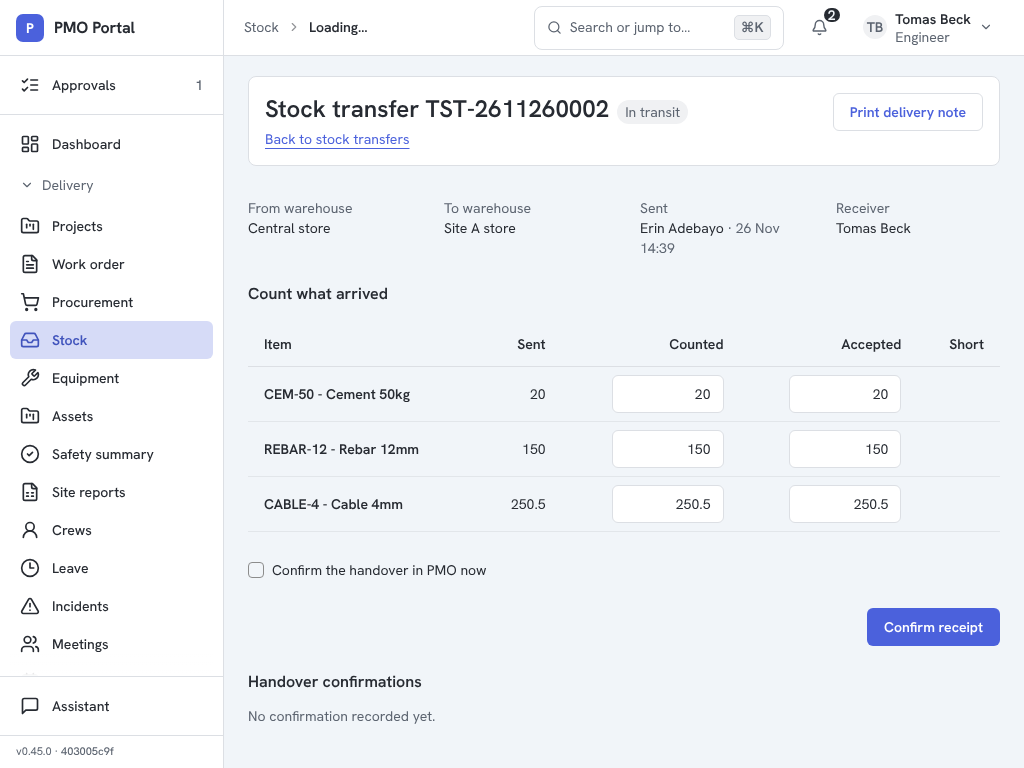 P PMO Portal
Stock > Loading...
Search or jump to... ⌘K
2
TB
Tomas Beck
Engineer
Approvals 1
Dashboard
Delivery
Projects
Work order
Procurement
Stock
Equipment
Assets
Safety summary
Site reports
Crews
Leave
Incidents
Meetings
Assistant
v0.45.0 · 403005c9f
Stock transfer TST-2611260002 In transit
Print delivery note
Back to stock transfers
From warehouse
Central store
To warehouse
Site A store
Sent
Erin Adebayo · 26 Nov
14:39
Receiver
Tomas Beck
Count what arrived
Item Sent Counted Accepted Short
CEM-50 - Cement 50kg 20 20 20
REBAR-12 - Rebar 12mm 150 150 150
CABLE-4 - Cable 4mm 250.5 250.5 250.5
Confirm the handover in PMO now
Confirm receipt
Handover confirmations
No confirmation recorded yet.